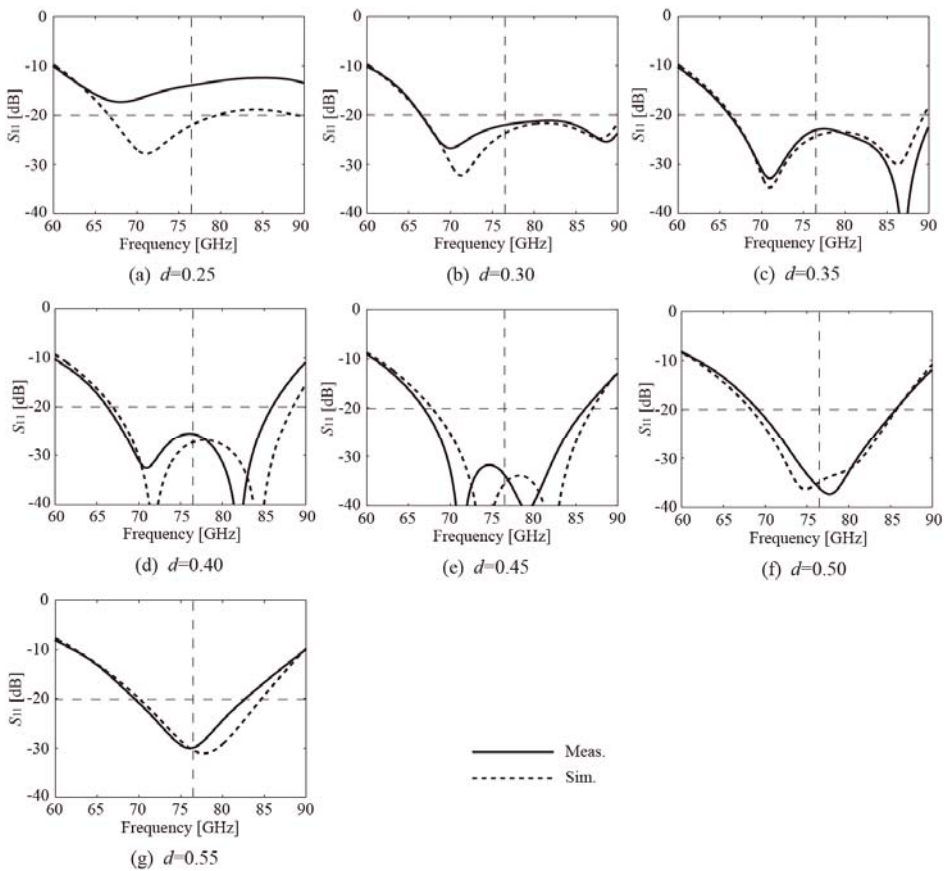 0
-10
-20
-30
-40
S11 [dB]
60 65 70 75 80 85 90
Frequency [GHz]
(a) d=0.25
0
-10
-20
-30
-40
S11 [dB]
60 65 70 75 80 85 90
Frequency [GHz]
(b) d=0.30
0
-10
-20
-30
-40
S11 [dB]
60 65 70 75 80 85 90
Frequency [GHz]
(c) d=0.35
0
-10
-20
-30
-40
S11 [dB]
60 65 70 75 80 85 90
Frequency [GHz]
(d) d=0.40
0
-10
-20
-30
-40
S11 [dB]
60 65 70 75 80 85 90
Frequency [GHz]
(e) d=0.45
0
-10
-20
-30
-40
S11 [dB]
60 65 70 75 80 85 90
Frequency [GHz]
(f) d=0.50
0
-10
-20
-30
-40
S11 [dB]
60 65 70 75 80 85 90
Frequency [GHz]
(g) d=0.55
Meas.
Sim.